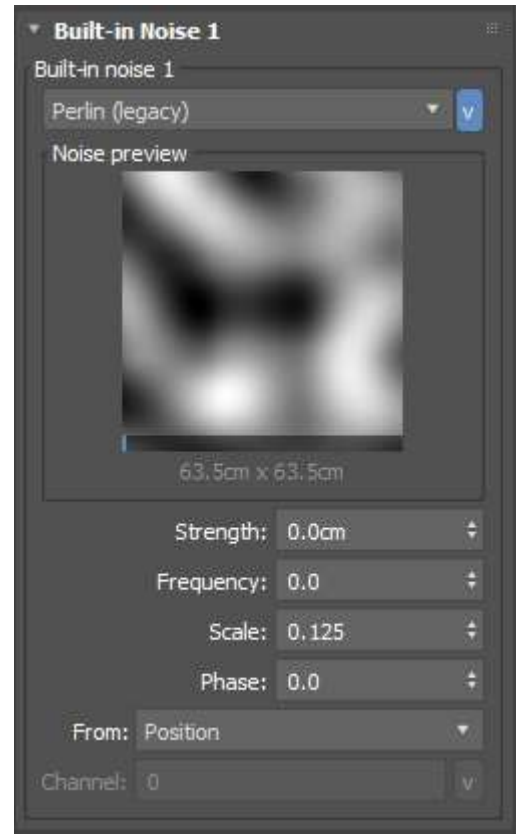 Built-in Noise 1
Built-in noise 1
Perlin (legacy)
v
Noise preview
63.5cm x 63.5cm
Strength: 0.0cm
Frequency: 0.0
Scale: 0.125
Phase: 0.0
From: Position
Channel: 0
v